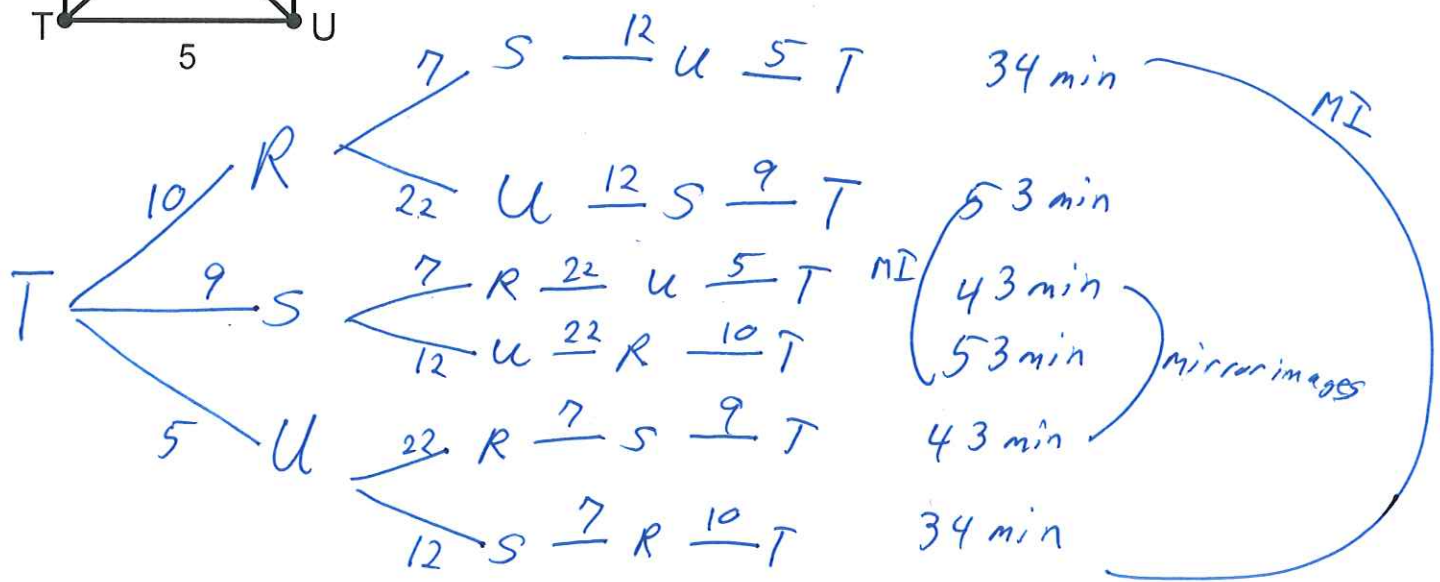 T U
5
7 S 12 U 5 T 34 min
MI
10 R
22 U 12 S 9 T 53 min
T 9 S 7 R 22 U 5 T MI 43 min
12 U 22 R 10 T 53 min mirror images
5 U 22 R 7 S 9 T 43 min
12 S 7 R 10 T 34 min